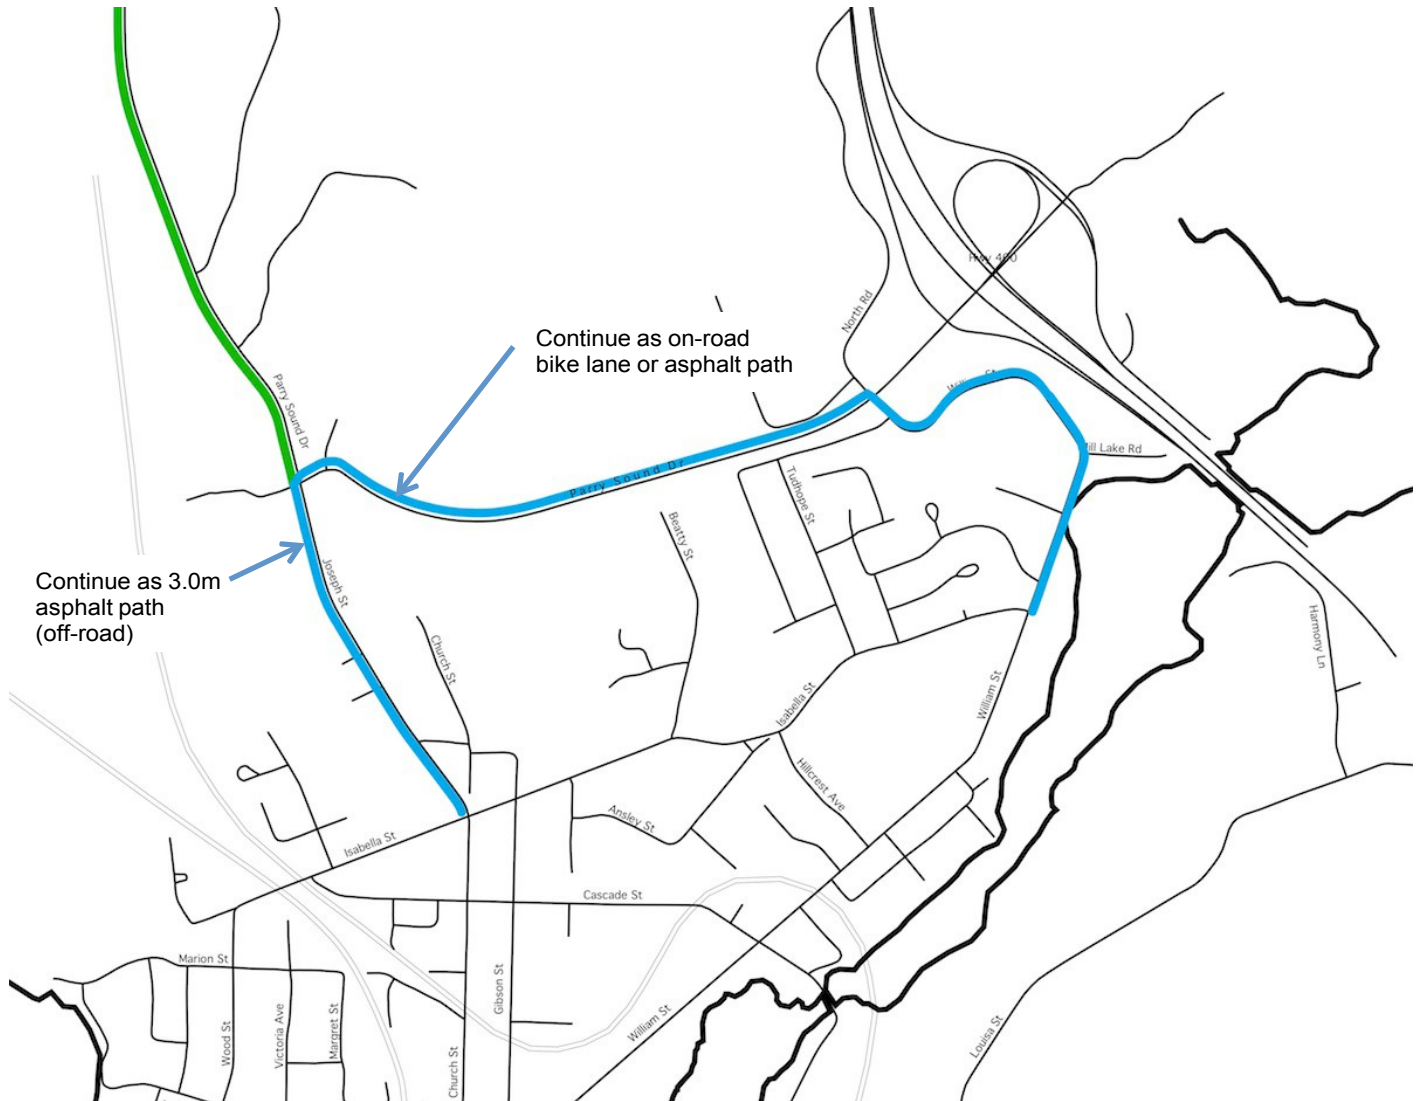 Hwy 400
North Rd
Continue as on-road
bike lane or asphalt path
Parry Sound Dr
Mill Lake Rd
Parry Sound Dr
Tudhope St
Beatty St
Continue as 3.0m
asphalt path
(off-road)
Joseph St
Church St
Harmony Ln
William St
Isabella St
Hillcrest Ave
Ansley St
Isabella St
Cascade St
Marion St
Gibson St
William St
Wood St
Victoria Ave
Margret St
Church St
Louisa St